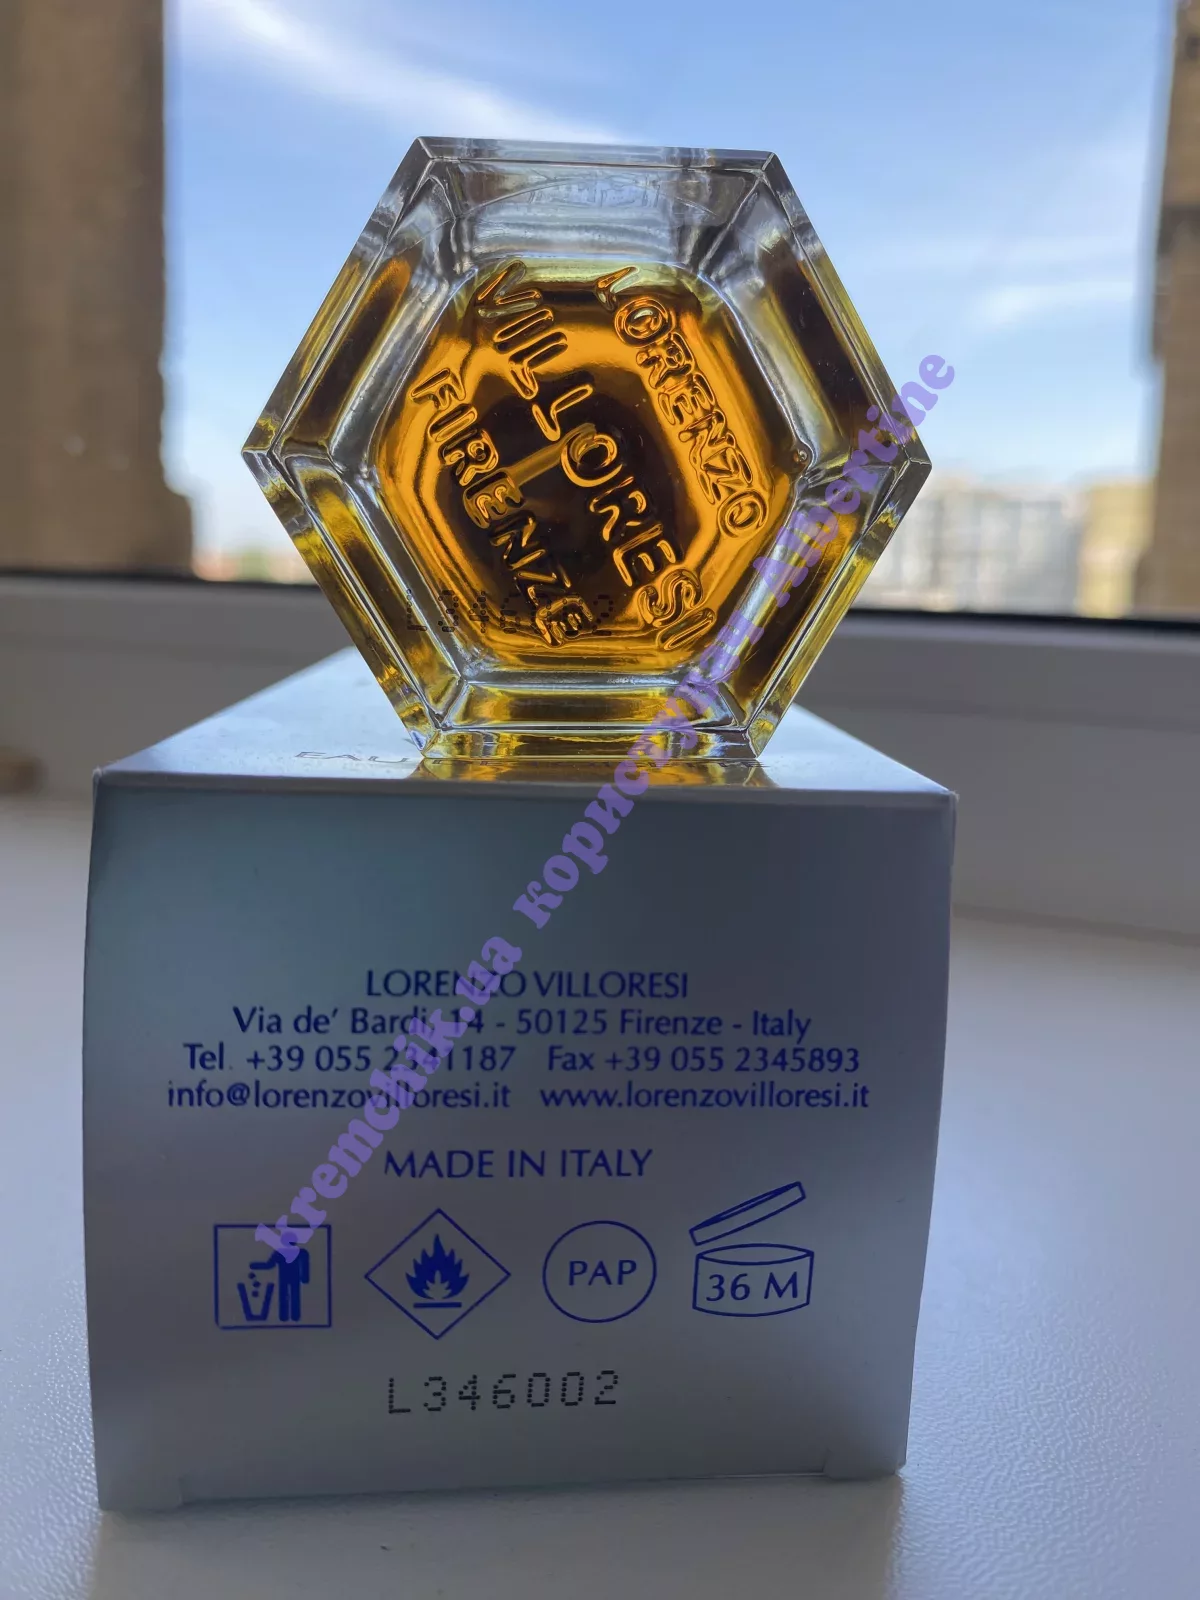 LORENZO
VILLORESI
FIRENZE
LORENZO VILLORESI
Via de' Bardi, 14 - 50125 Firenze - Italy
Tel. +39 055 2341187 Fax +39 055 2345893
info@lorenzovilloresi.it www.lorenzovilloresi.it
MADE IN ITALY
PAP
36 M
L346002
kremchik.ua користувач Albertine